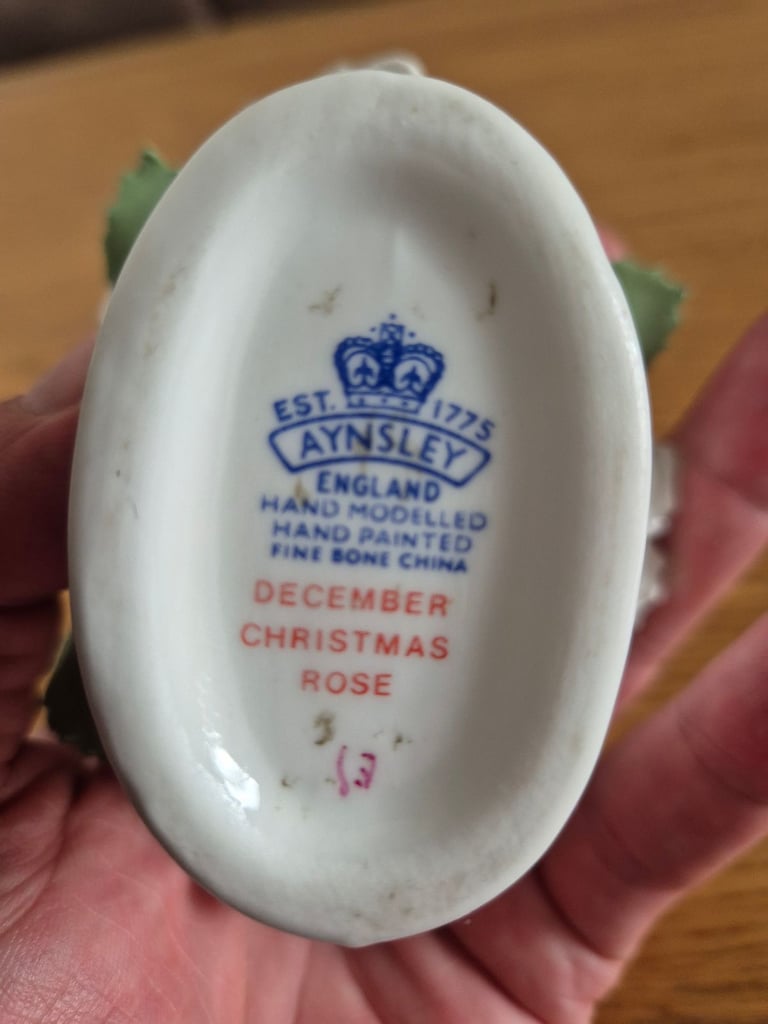 EST. 1775
AYNSLEY
ENGLAND
HAND MODELLED
HAND PAINTED
FINE BONE CHINA
DECEMBER
CHRISTMAS
ROSE